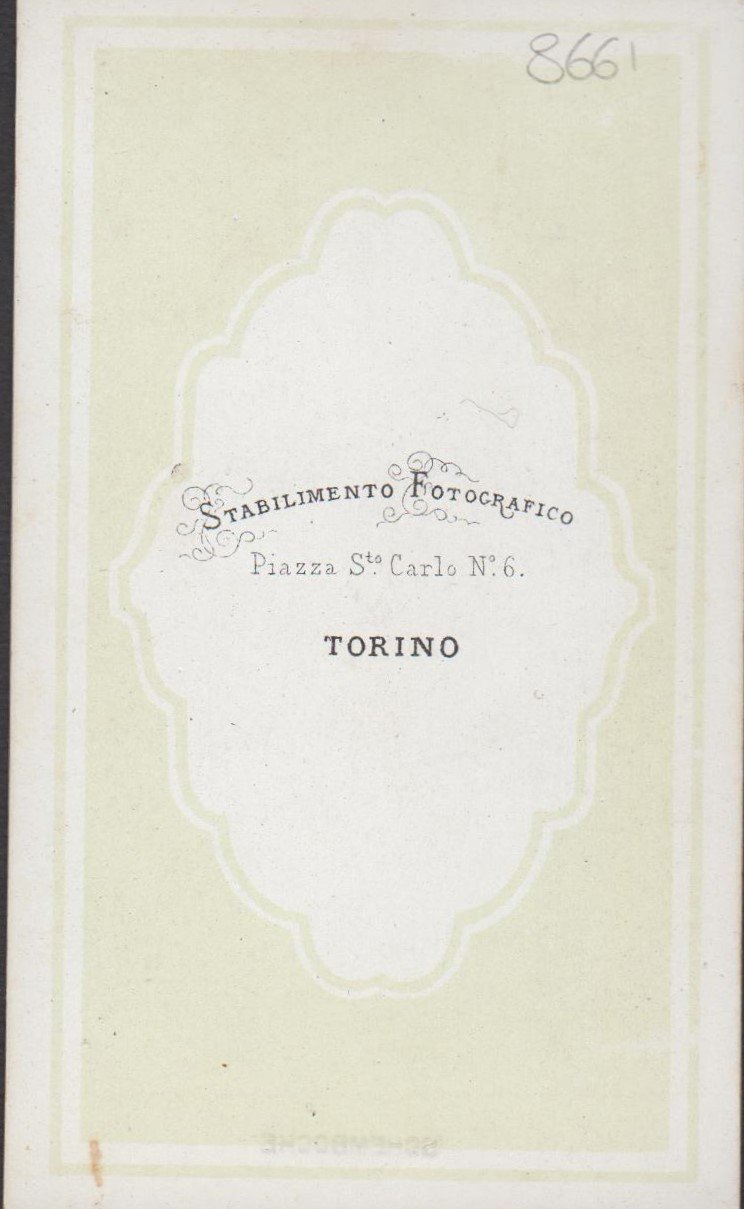 8661
STABILIMENTO FOTOGRAFICO
Piazza S.to Carlo N.o 6.
TORINO